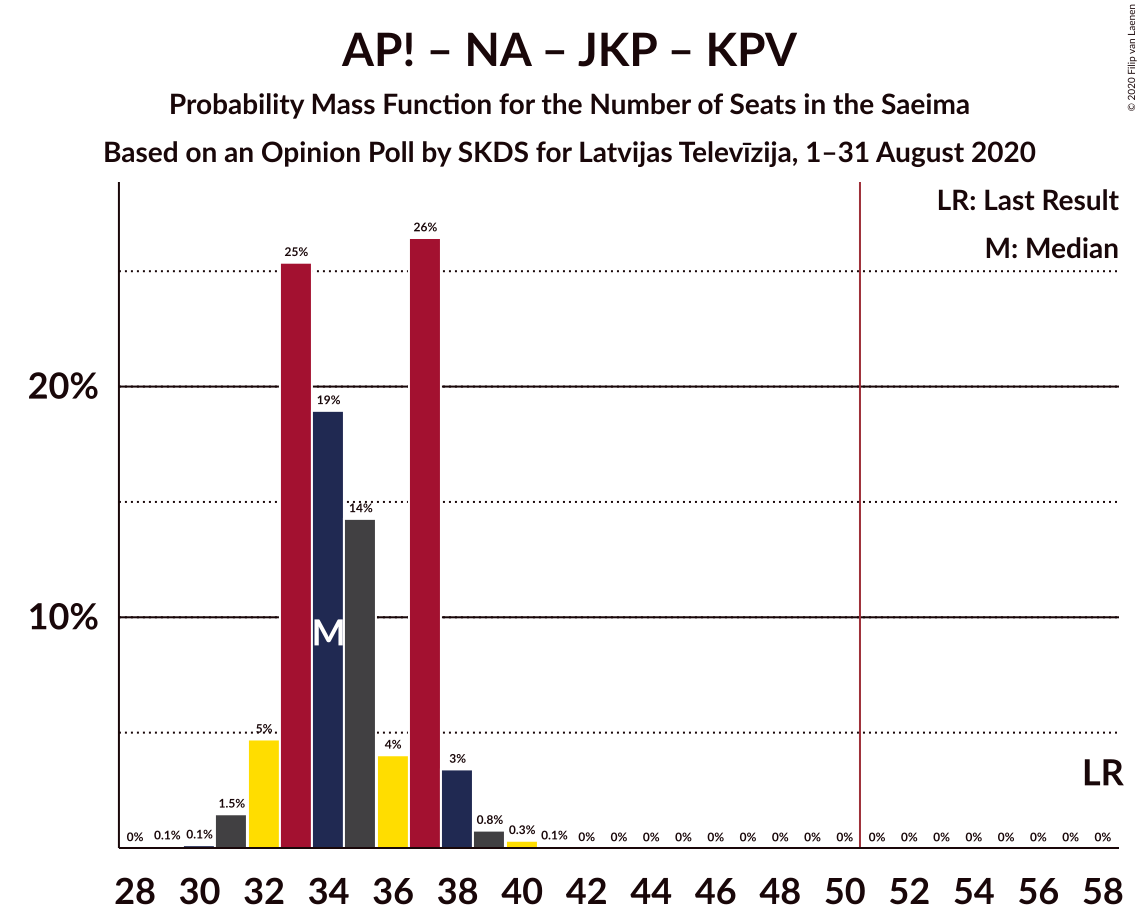 AP! – NA – JKP – KPV
Probability Mass Function for the Number of Seats in the Saeima
Based on an Opinion Poll by SKDS for Latvijas Televīzija, 1–31 August 2020
© 2020 Filip van Laenen
LR: Last Result
M: Median
20%
10%
0% 0.1% 0.1% 1.5% 5% 25% 19% 14% 4% 26% 3% 0.8% 0.3% 0.1% 0% 0% 0% 0% 0% 0% 0% 0% 0% 0% 0% 0% 0% 0% 0% 0% 0%
M
LR
28 30 32 34 36 38 40 42 44 46 48 50 52 54 56 58